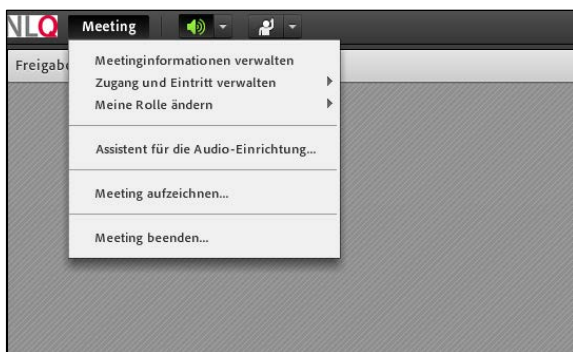 NLQ Meeting
Freigabe
Meetinginformationen verwalten
Zugang und Eintritt verwalten
Meine Rolle ändern
Assistent für die Audio-Einrichtung...
Meeting aufzeichnen...
Meeting beenden...